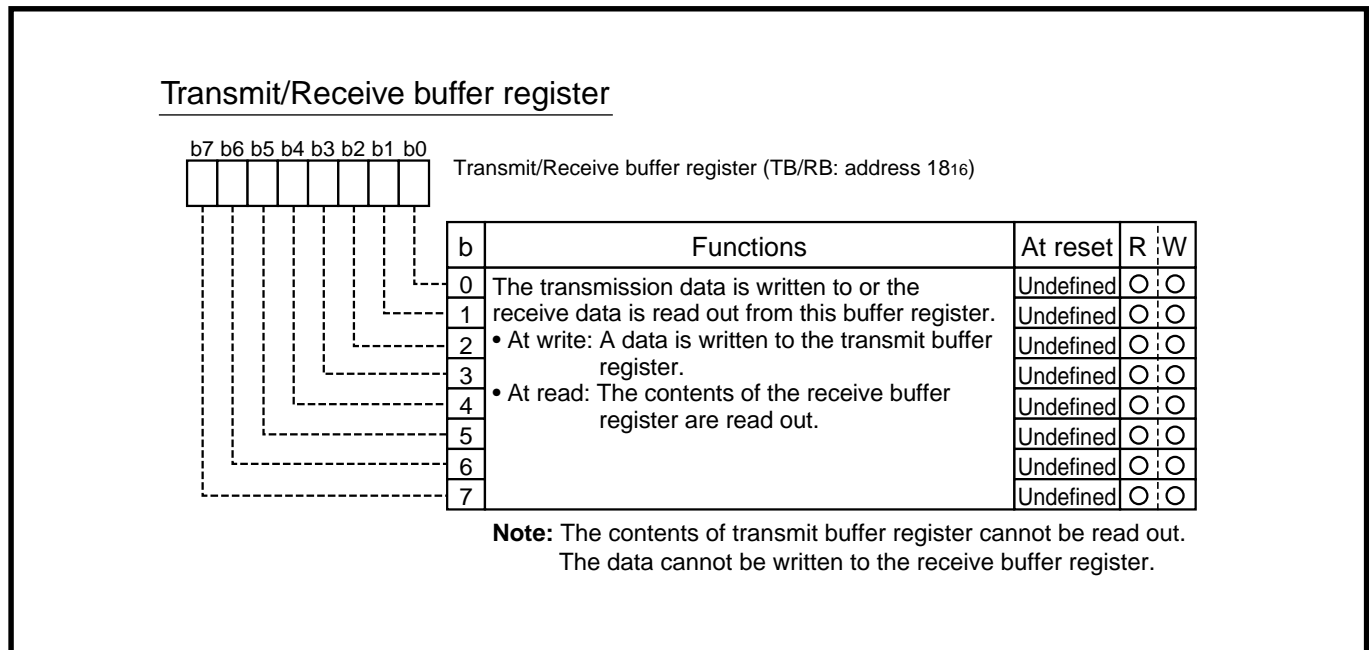 Transmit/Receive buffer register
b7 b6 b5 b4 b3 b2 b1 b0
Transmit/Receive buffer register (TB/RB: address 1816)
b Functions At reset R W
0 The transmission data is written to or the Undefined ○ ○
1 receive data is read out from this buffer register. Undefined ○ ○
2 • At write: A data is written to the transmit buffer Undefined ○ ○
3 register. Undefined ○ ○
4 • At read: The contents of the receive buffer Undefined ○ ○
5 register are read out. Undefined ○ ○
6 Undefined ○ ○
7 Undefined ○ ○
Note: The contents of transmit buffer register cannot be read out.
The data cannot be written to the receive buffer register.